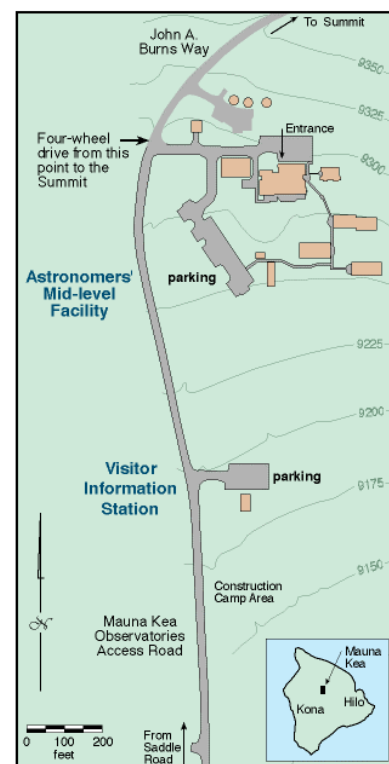 To Summit
John A.
Burns Way
9350
9325
Entrance
9300
Four-wheel
drive from this
point to the
Summit
Astronomers'
Mid-level
Facility
parking
9225
9200
Visitor
Information
Station
parking
9175
9150
Construction
Camp Area
N
Mauna Kea
Observatories
Access Road
Mauna
Kea
Kona
Hilo
0 100 200
feet
From
Saddle
Road